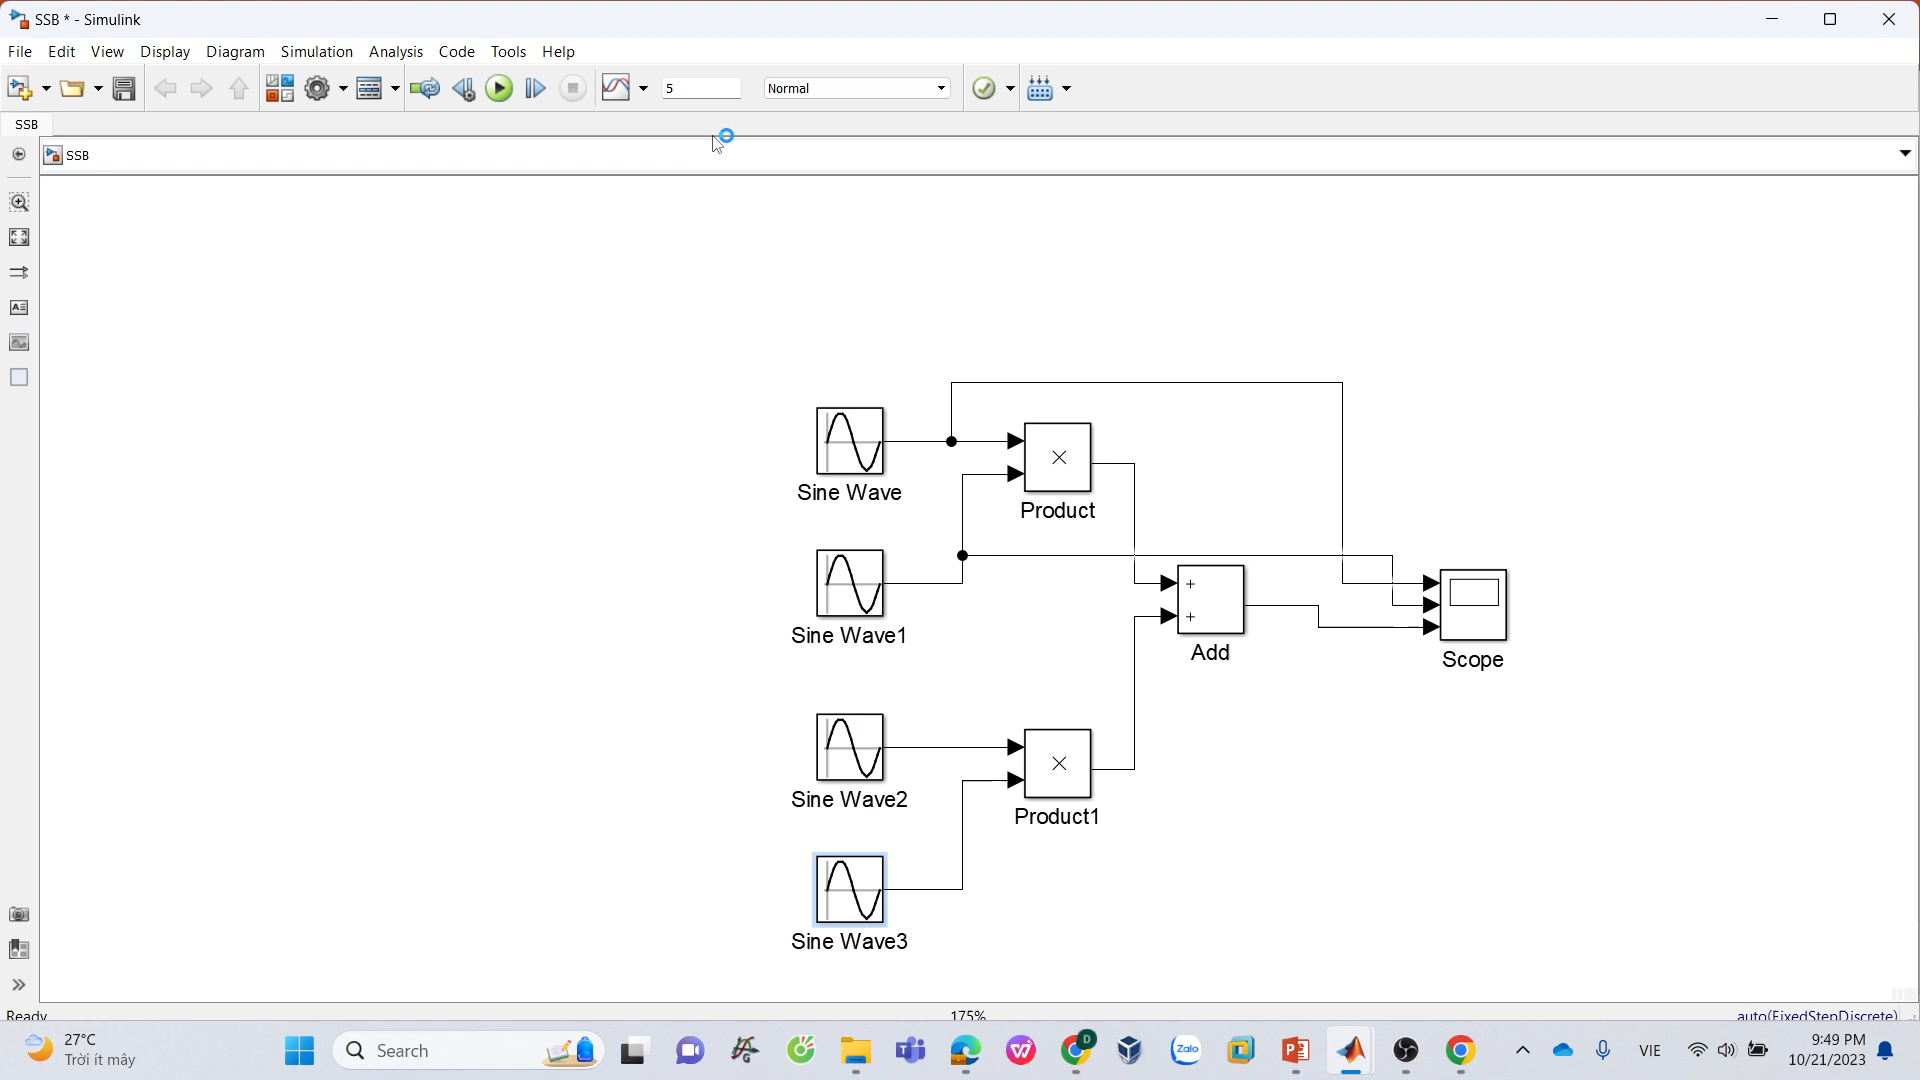 SSB * - Simulink
File Edit View Display Diagram Simulation Analysis Code Tools Help
5 Normal
SSB
SSB
Sine Wave
Product
Sine Wave1
Add
Scope
Sine Wave2
Product1
Sine Wave3
Ready 175% auto(FixedStepDiscrete)
27°C
Trời ít mây
Search
D
Zalo
VIE
9:49 PM
10/21/2023